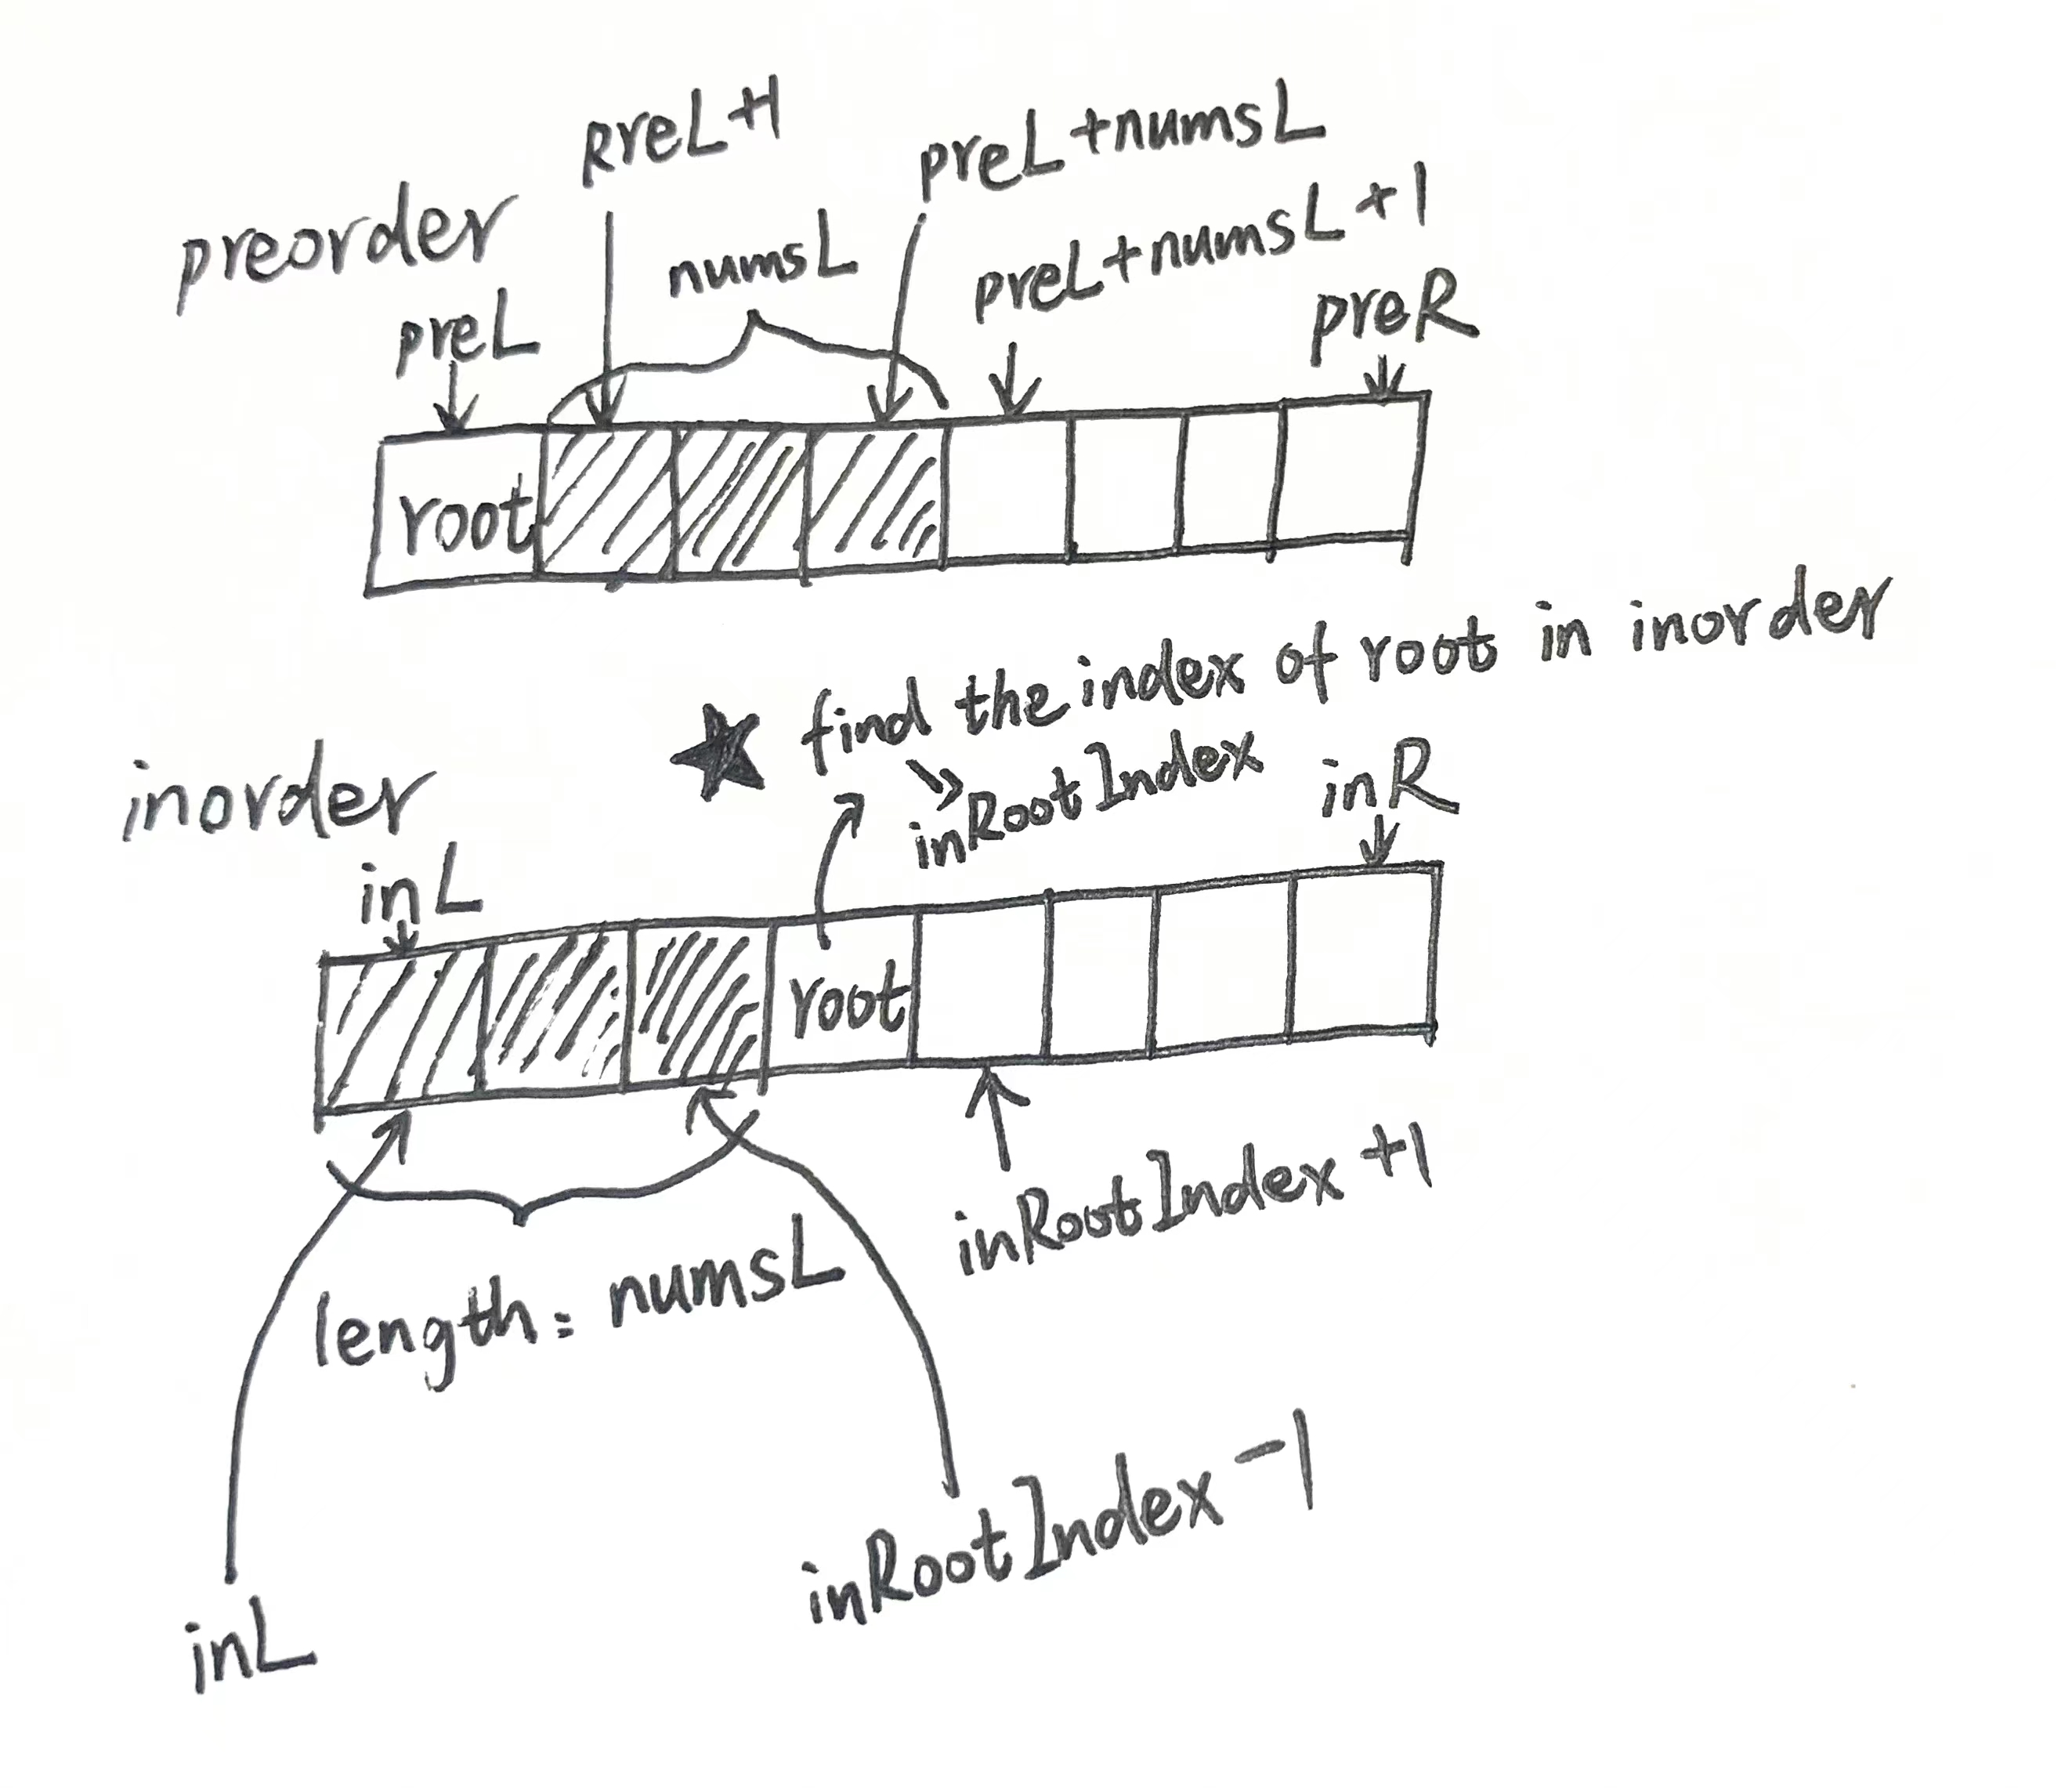 preL+1
preL+numsL
preorder
numsL
preL+numsL+1
preL
preR
root
find the index of root in inorder
inRootIndex
inR
inorder
inL
root
inRootIndex+1
length: numsL
inRootIndex-1
inL